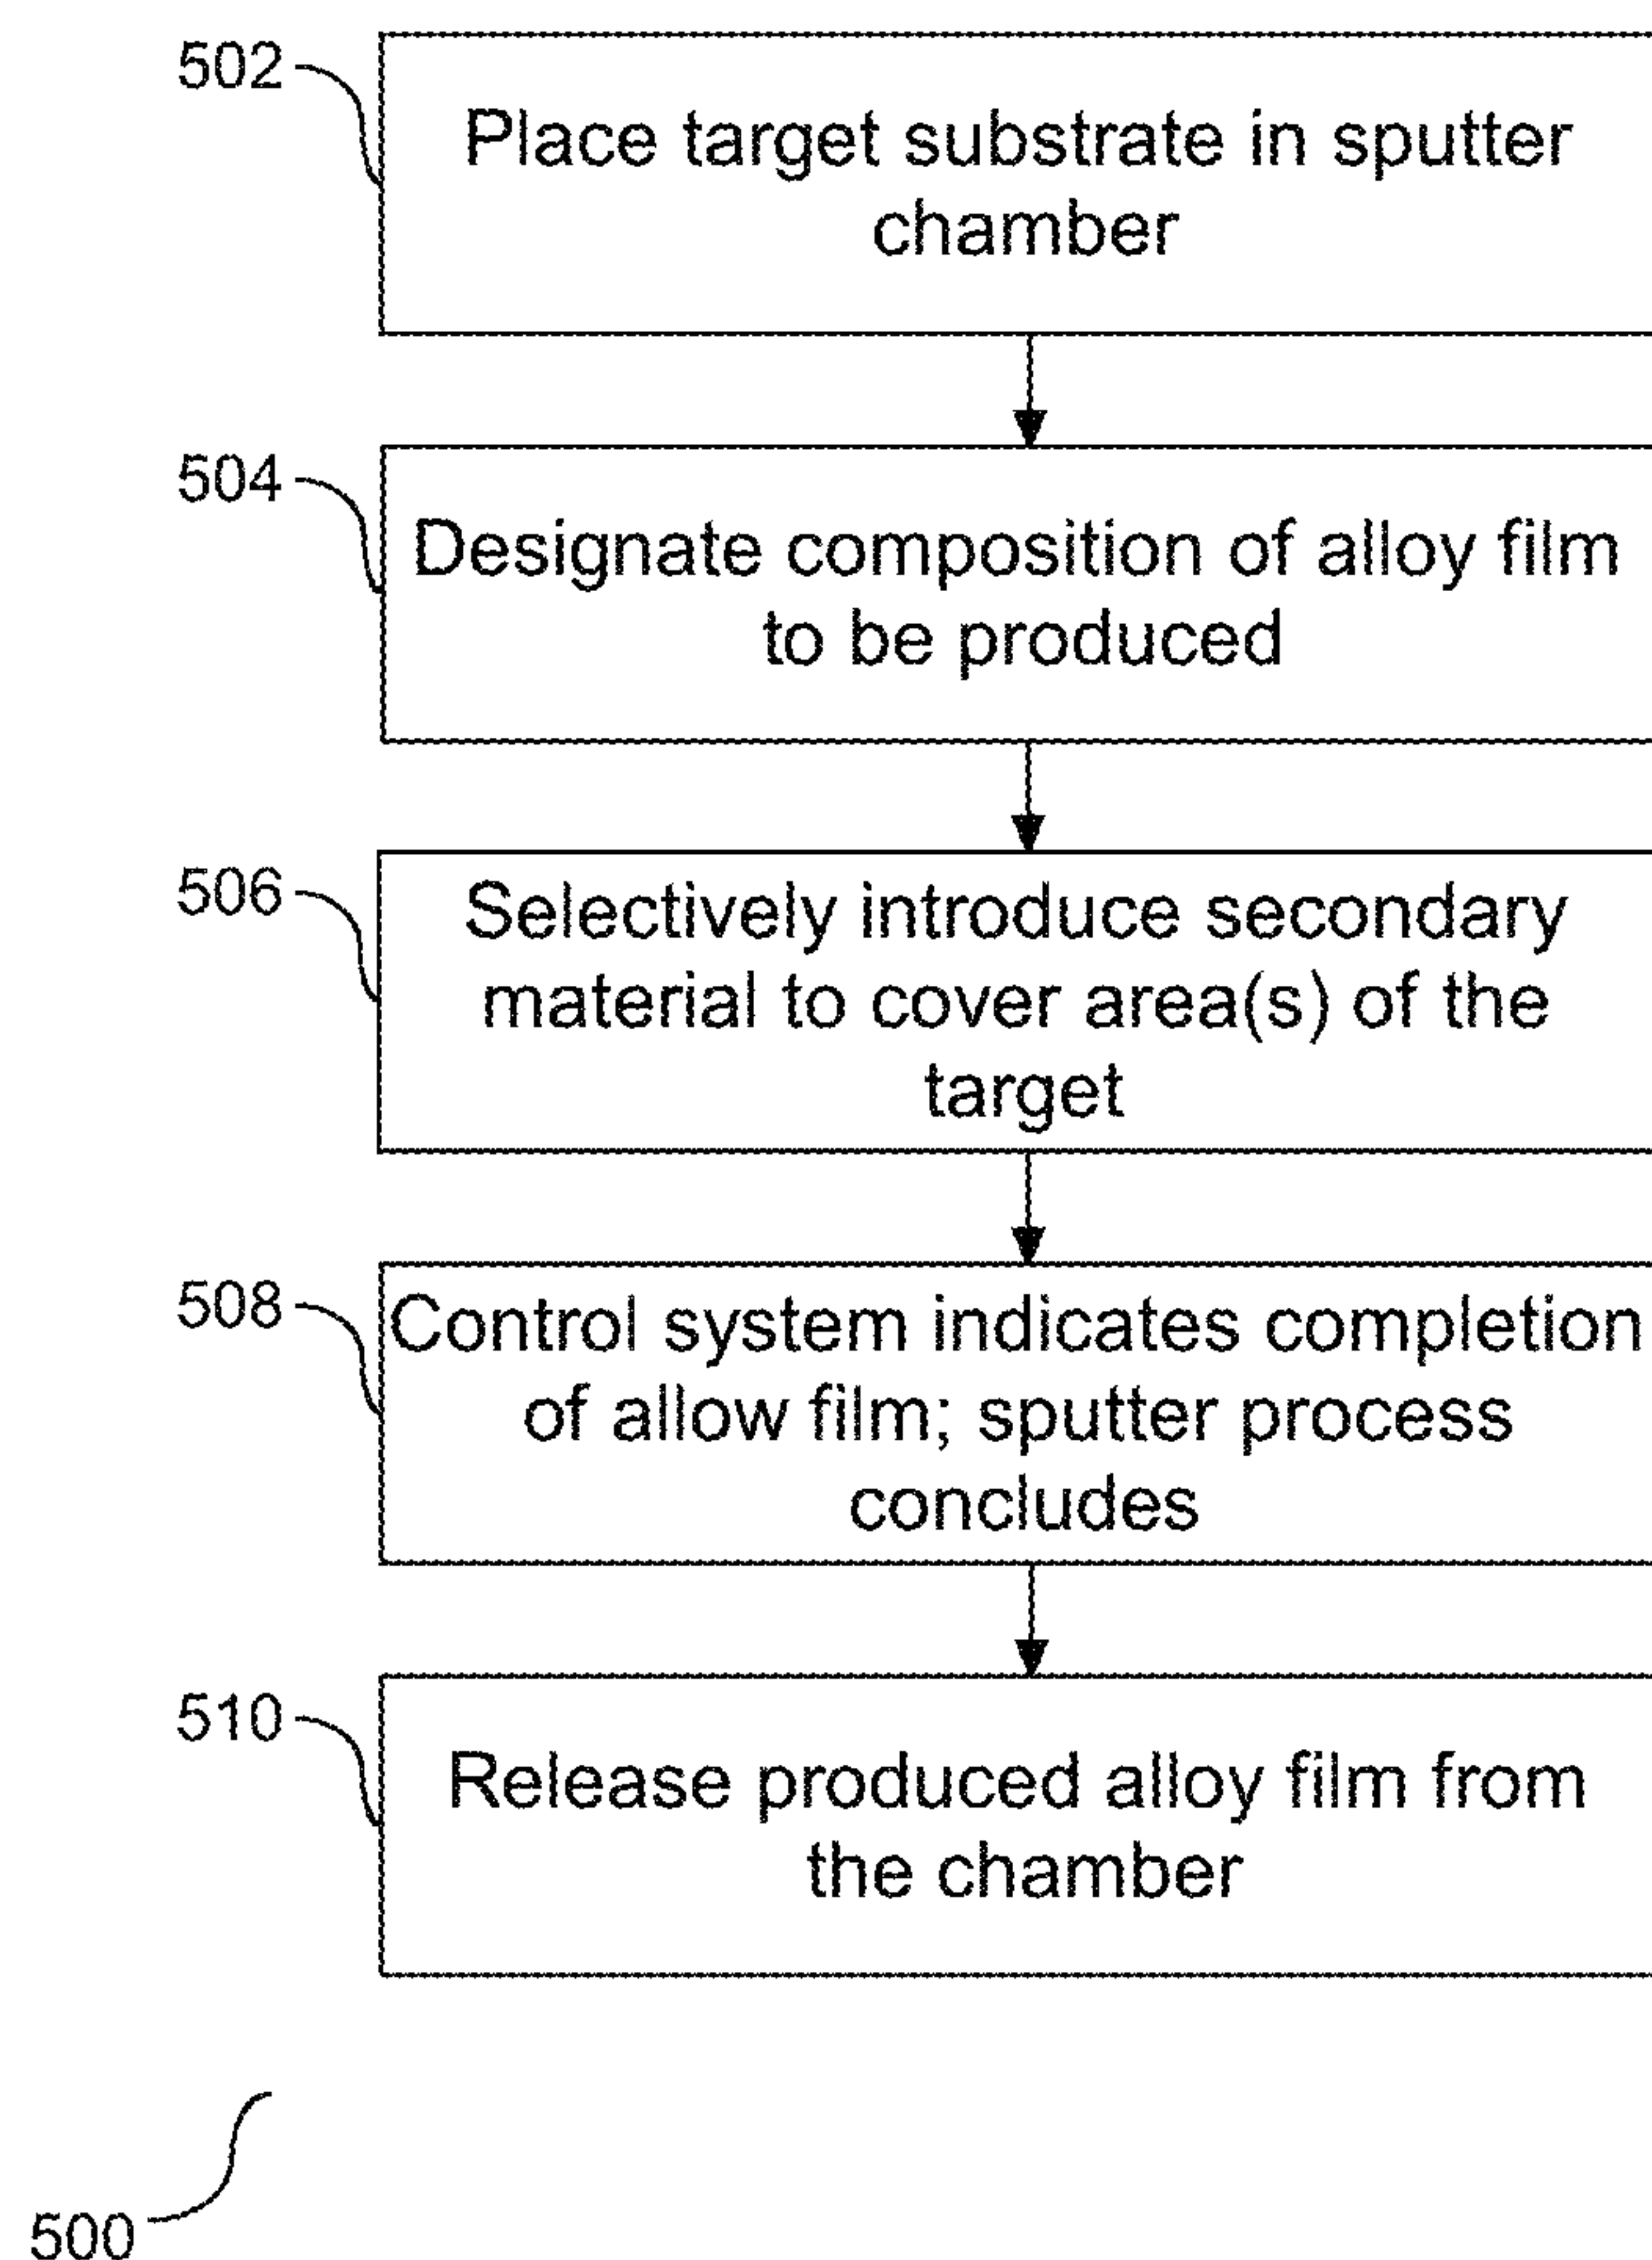 502
Place target substrate in sputter
chamber
504
Designate composition of alloy film
to be produced
506
Selectively introduce secondary
material to cover area(s) of the
target
508
Control system indicates completion
of allow film; sputter process
concludes
510
Release produced alloy film from
the chamber
500